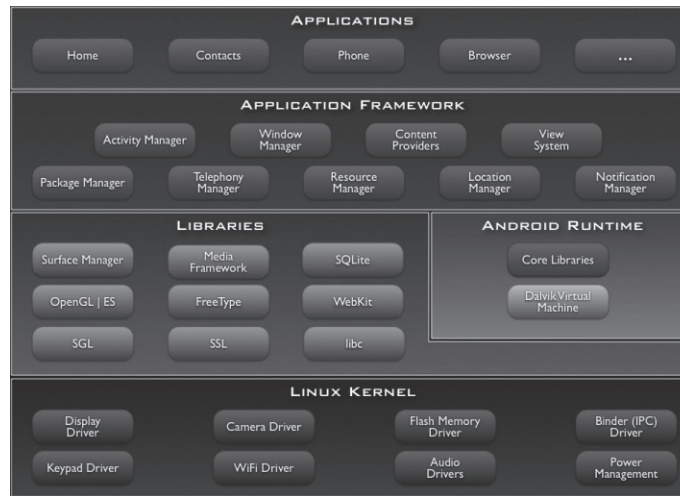 APPLICATIONS
Home
Contacts
Phone
Browser
...
APPLICATION FRAMEWORK
Activity Manager
Window
Manager
Content
Providers
View
System
Package Manager
Telephony
Manager
Resource
Manager
Location
Manager
Notification
Manager
LIBRARIES
Surface Manager
Media
Framework
SQLite
OpenGL | ES
FreeType
WebKit
SGL
SSL
libc
ANDROID RUNTIME
Core Libraries
Dalvik Virtual
Machine
LINUX KERNEL
Display
Driver
Camera Driver
Flash Memory
Driver
Binder (IPC)
Driver
Keypad Driver
WiFi Driver
Audio
Drivers
Power
Management